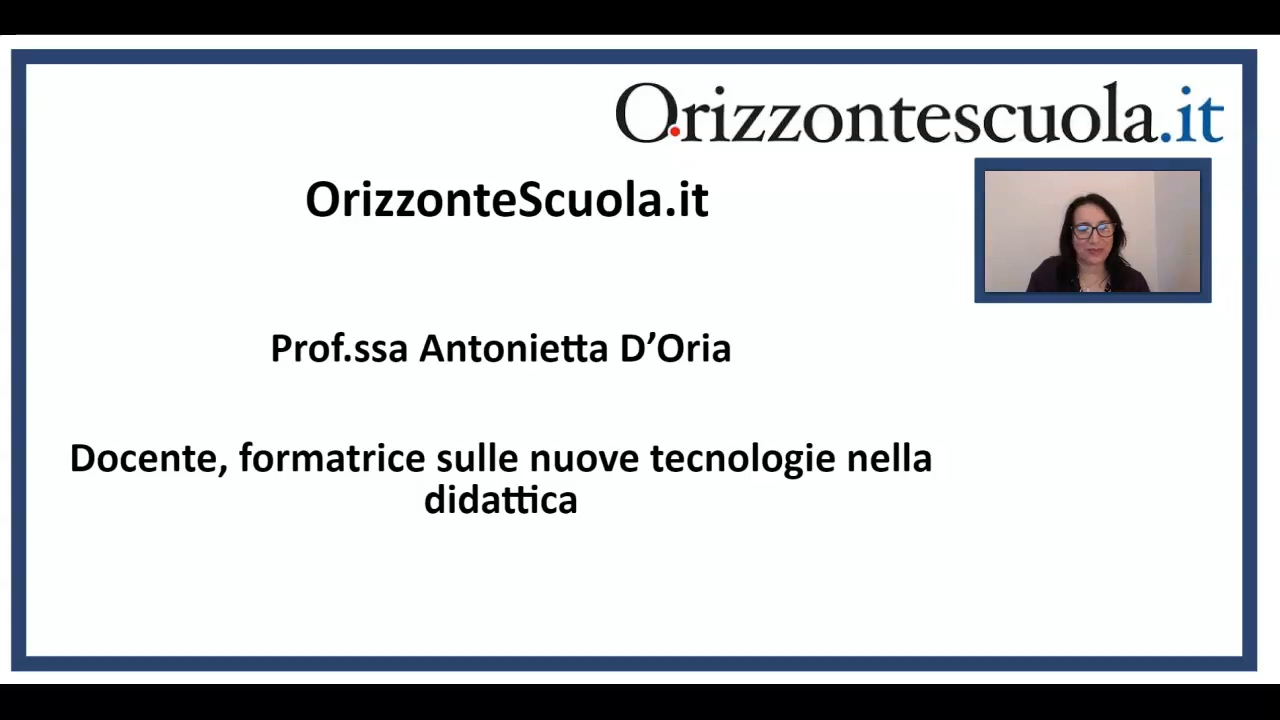 Orizzontescuola.it
OrizzonteScuola.it
Prof.ssa Antonietta D’Oria
Docente, formatrice sulle nuove tecnologie nella
didattica